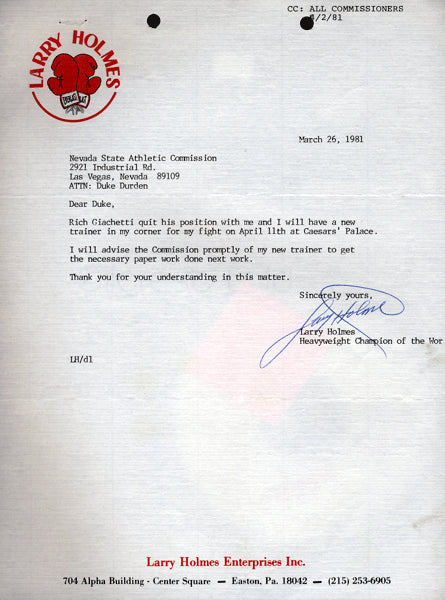 CC: ALL COMMISSIONERS
/2/81
LARRY HOLMES
March 26, 1981
Nevada State Athletic Commission
2921 Industrial Rd.
Las Vegas, Nevada 89109
ATTN: Duke Durden
Dear Duke,
Rich Giachetti quit his position with me and I will have a new
trainer in my corner for my fight on April 11th at Caesars' Palace.
I will advise the Commission promptly of my new trainer to get
the necessary paper work done next work.
Thank you for your understanding in this matter.
Sincerely yours,
Larry Holmes
Larry Holmes
Heavyweight Champion of the Wor
LH/dl
Larry Holmes Enterprises Inc.
704 Alpha Building - Center Square — Easton, Pa. 18042 — (215) 253-6905